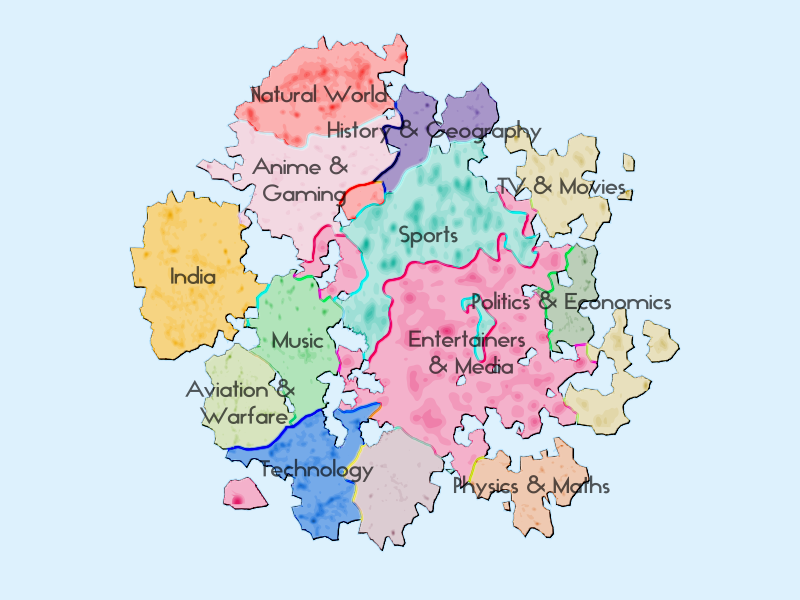 Natural World
History & Geography
Anime &
Gaming
TV & Movies
Sports
India
Politics & Economics
Music
Entertainers
& Media
Aviation &
Warfare
Technology
Physics & Maths